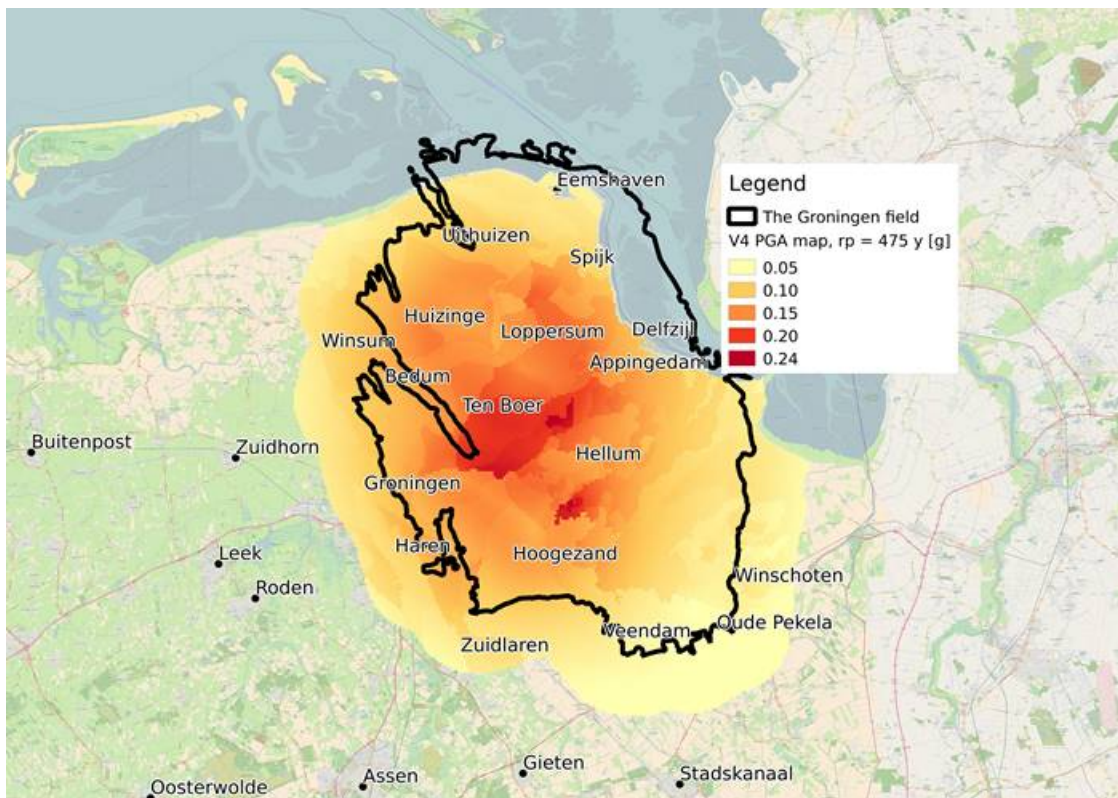 Eemshaven
Legend
The Groningen field
V4 PGA map, rp = 475 y [g]
0.05
0.10
0.15
0.20
0.24
Uithuizen
Spijk
Huizinge
Loppersum
Delfzijl
Winsum
Appingedam
Bedum
Ten Boer
Buitenpost
Zuidhorn
Hellum
Groningen
Haren
Hoogezand
Leek
Roden
Winschoten
Oude Pekela
Veendam
Zuidlaren
Gieten
Assen
Stadskanaal
Oosterwolde